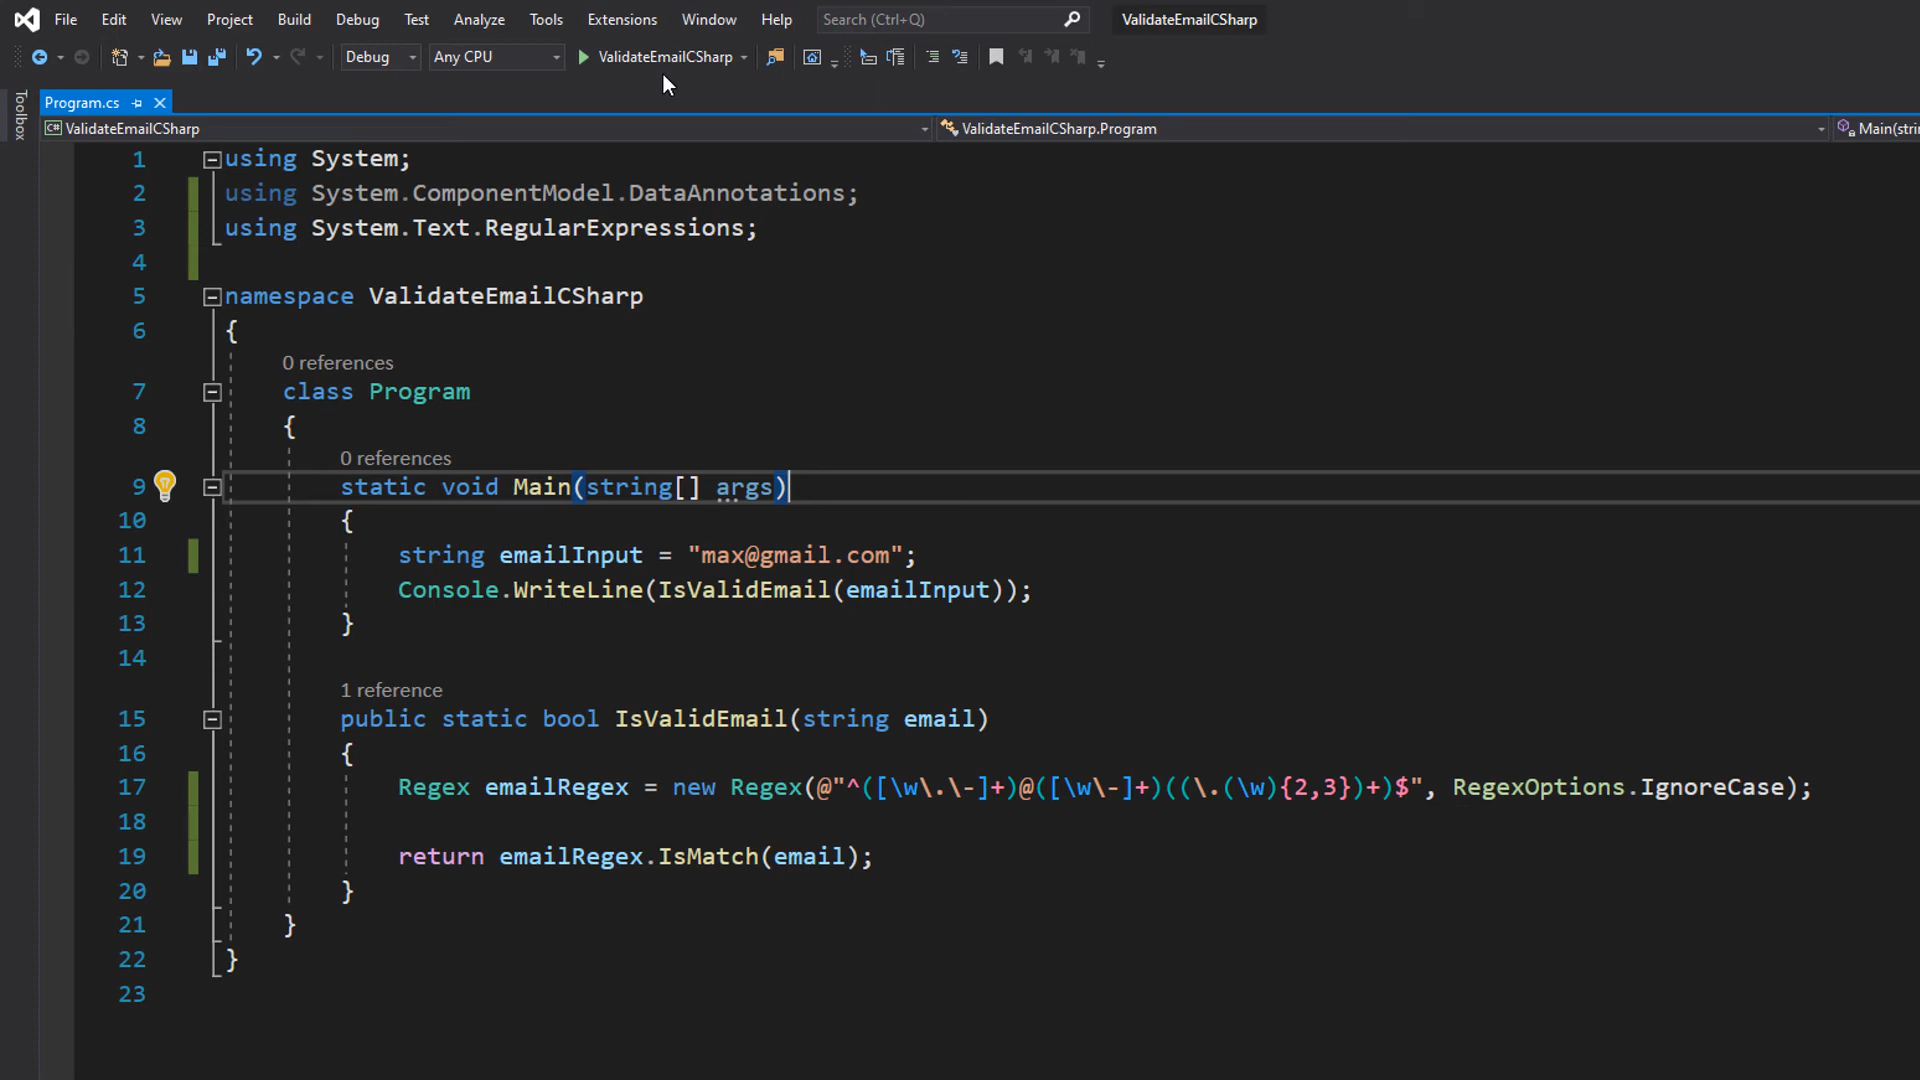 File Edit View Project Build Debug Test Analyze Tools Extensions Window Help Search (Ctrl+Q) ValidateEmailCSharp
Debug Any CPU ValidateEmailCSharp
Toolbox
Program.cs
C# ValidateEmailCSharp ValidateEmailCSharp.Program Main(stri
1 using System;
2 using System.ComponentModel.DataAnnotations;
3 using System.Text.RegularExpressions;
4
5 namespace ValidateEmailCSharp
6 {
0 references
7 class Program
8 {
0 references
9 static void Main(string[] args)
10 {
11 string emailInput = "max@gmail.com";
12 Console.WriteLine(IsValidEmail(emailInput));
13 }
14
1 reference
15 public static bool IsValidEmail(string email)
16 {
17 Regex emailRegex = new Regex(@"^([\w\.\-]+)@([\w\-]+)((\.(\w){2,3})+)$", RegexOptions.IgnoreCase);
18
19 return emailRegex.IsMatch(email);
20 }
21 }
22 }
23